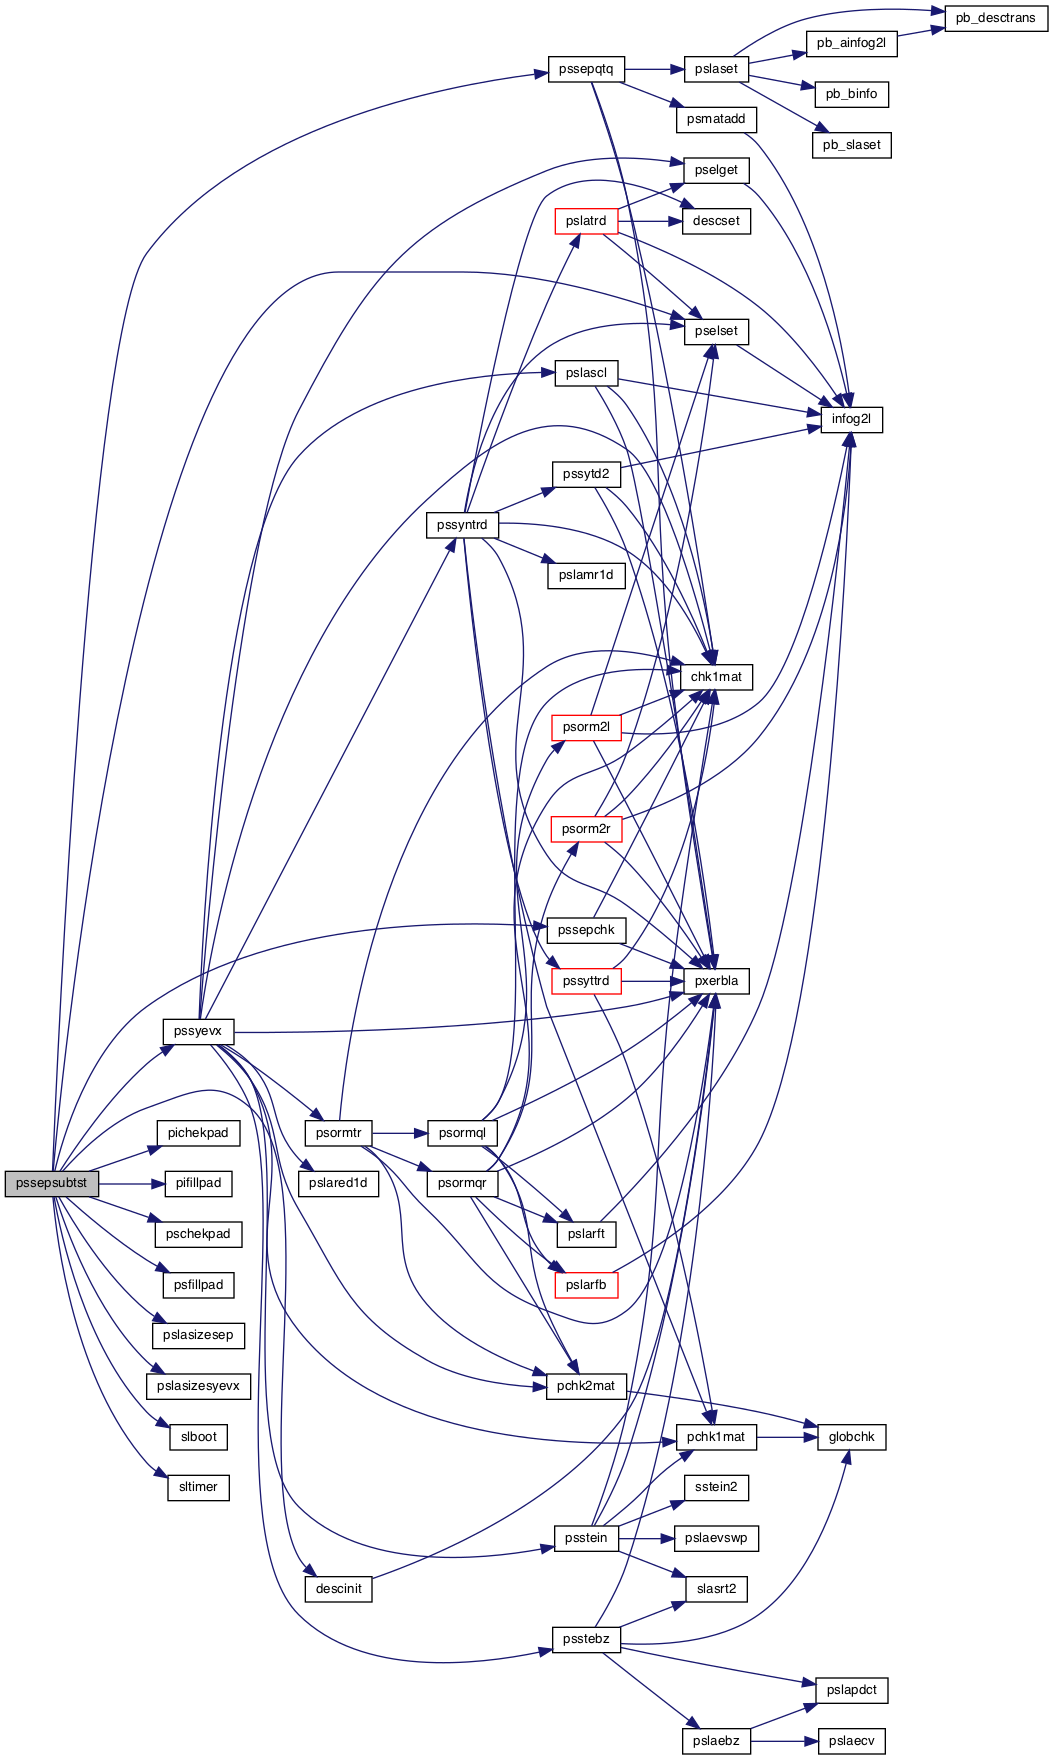 pb_desctrans
pb_ainfog2l
pssepqtq
pslaset
pb_binfo
psmatadd
pb_slaset
pselget
pslatrd
descset
pselset
pslascl
infog2l
pssytd2
pssyntrd
pslamr1d
chk1mat
psorm2l
psorm2r
pssepchk
pssyttrd
pxerbla
pssyevx
pichekpad
psormtr
psormql
pssepsubtst
pifillpad
pslared1d
psormqr
pschekpad
pslarft
psfillpad
pslarfb
pslasizesep
pslasizesyevx
pchk2mat
slboot
pchk1mat
globchk
sltimer
sstein2
psstein
pslaevswp
descinit
slasrt2
psstebz
pslapdct
pslaebz
pslaecv